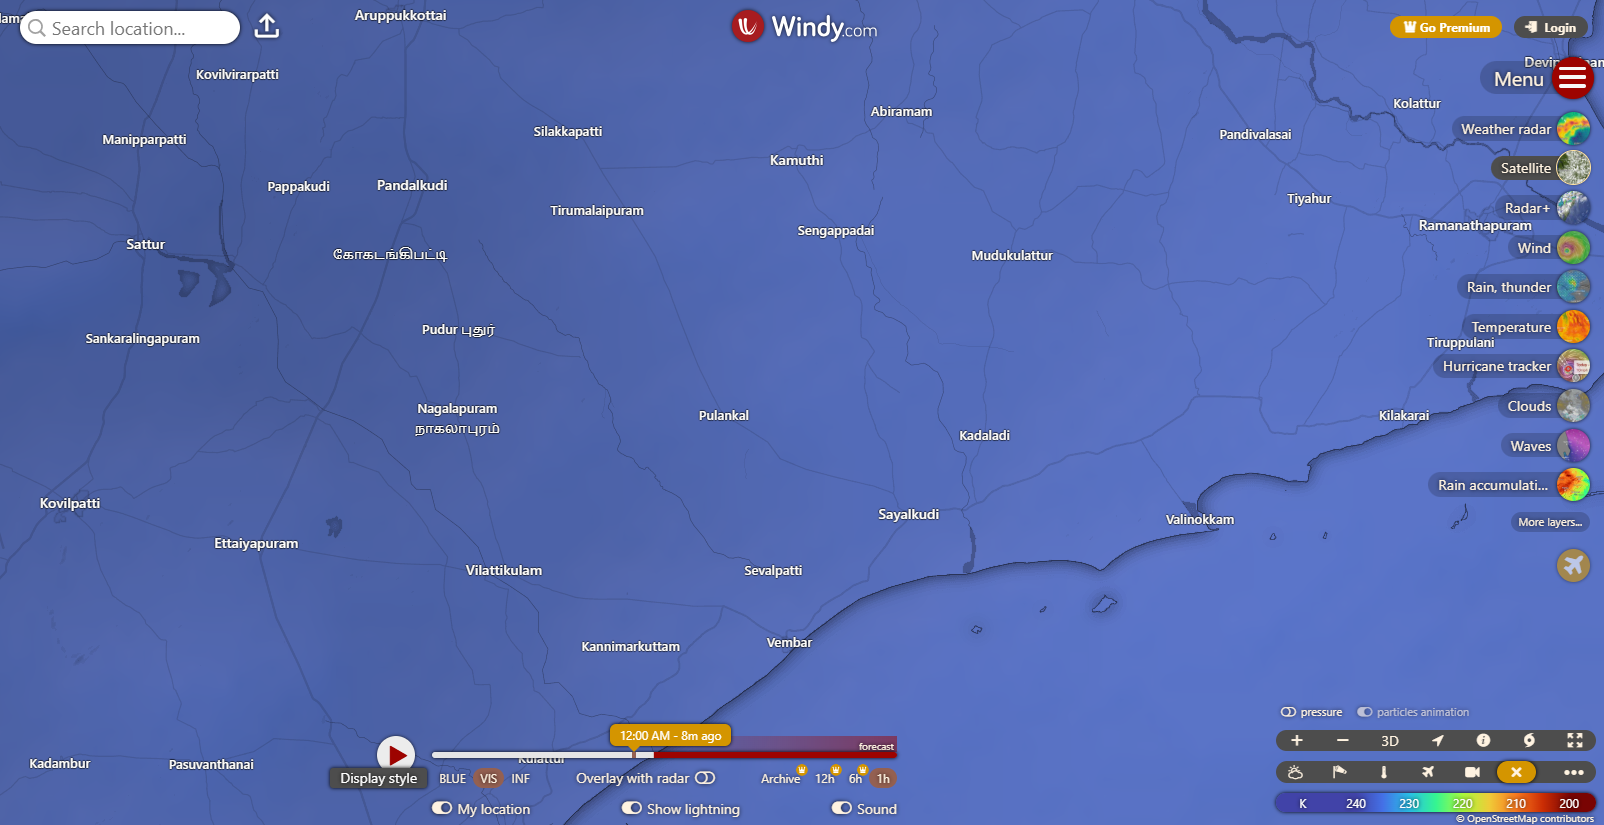 Aruppukkottai
Search location...
Windy.com
Go Premium
Login
Kovilvirarpatti
Menu
Abiramam
Kolattur
Silakkapatti
Pandivalasai
Weather radar
Manipparpatti
Kamuthi
Satellite
Pappakudi
Pandalkudi
Tiyahur
Radar+
Tirumalaipuram
Ramanathapuram
Sengappadai
Sattur
Wind
கோகடங்கிபட்டி
Mudukulattur
Rain, thunder
Pudur புதுர்
Temperature
Sankaralingapuram
Tiruppulani
Hurricane tracker
Nagalapuram
நாகலாபுரம்
Clouds
Pulankal
Kilakarai
Kadaladi
Waves
Rain accumulati...
Kovilpatti
Sayalkudi
Valinokkam
More layers...
Ettaiyapuram
Vilattikulam
Sevalpatti
Kannimarkuttam
Vembar
pressure
particles animation
12:00 AM - 8m ago
forecast
3D
Kadambur
Pasuvanthanai
Kulattur
Display style
BLUE
VIS
INF
Overlay with radar
Archive
12h
6h
1h
My location
Show lightning
Sound
K 240 230 220 210 200
© OpenStreetMap contributors